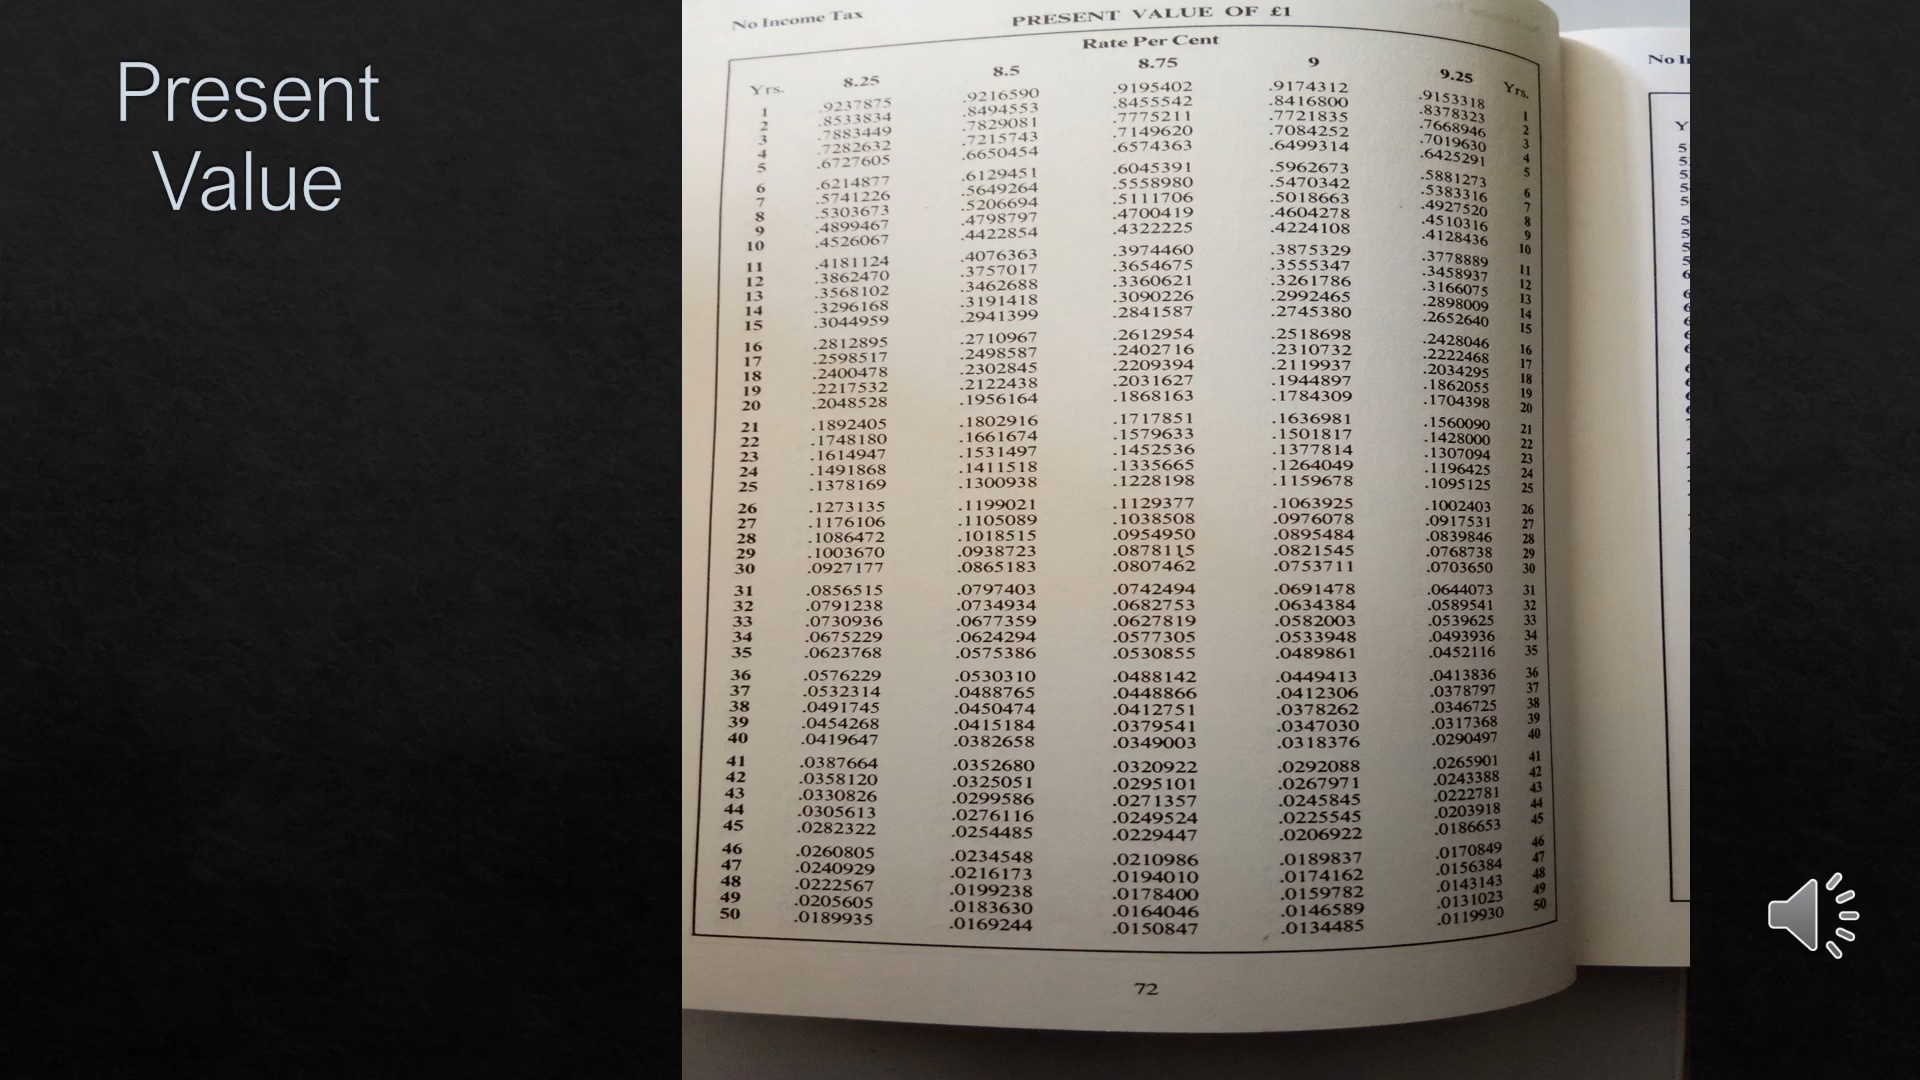 Present
Value
No Income Tax PRESENT VALUE OF £1
Rate Per Cent
Yrs. 8.25 8.5 8.75 9 9.25 Yrs.
1 .9237875 .9216590 .9195402 .9174312 .9153318 1
2 .8533834 .8494553 .8455542 .8416800 .8378323 2
3 .7883449 .7829081 .7775211 .7721835 .7668946 3
4 .7282632 .7215743 .7149620 .7084252 .7019630 4
5 .6727605 .6650454 .6574363 .6499314 .6425291 5
6 .6214877 .6129451 .6045391 .5962673 .5881273 6
7 .5741226 .5649264 .5558980 .5470342 .5383316 7
8 .5303673 .5206694 .5111706 .5018663 .4927520 8
9 .4899467 .4798797 .4700419 .4604278 .4510316 9
10 .4526067 .4422854 .4322225 .4224108 .4128436 10
11 .4181124 .4076363 .3974460 .3875329 .3778889 11
12 .3862470 .3757017 .3654675 .3555347 .3458937 12
13 .3568102 .3462688 .3360621 .3261786 .3166075 13
14 .3296168 .3191418 .3090226 .2992465 .2898009 14
15 .3044959 .2941399 .2841587 .2745380 .2652640 15
16 .2812895 .2710967 .2612954 .2518698 .2428046 16
17 .2598517 .2498587 .2402716 .2310732 .2222468 17
18 .2400478 .2302845 .2209394 .2119937 .2034295 18
19 .2217532 .2122438 .2031627 .1944897 .1862055 19
20 .2048528 .1956164 .1868163 .1784309 .1704398 20
21 .1892405 .1802916 .1717851 .1636981 .1560090 21
22 .1748180 .1661674 .1579633 .1501817 .1428000 22
23 .1614947 .1531497 .1452536 .1377814 .1307094 23
24 .1491868 .1411518 .1335665 .1264049 .1196425 24
25 .1378169 .1300938 .1228198 .1159678 .1095125 25
26 .1273135 .1199021 .1129377 .1063925 .1002403 26
27 .1176106 .1105089 .1038508 .0976078 .0917531 27
28 .1086472 .1018515 .0954950 .0895484 .0839846 28
29 .1003670 .0938723 .0878115 .0821545 .0768738 29
30 .0927177 .0865183 .0807462 .0753711 .0703650 30
31 .0856515 .0797403 .0742494 .0691478 .0644073 31
32 .0791238 .0734934 .0682753 .0634384 .0589541 32
33 .0730936 .0677359 .0627819 .0582003 .0539625 33
34 .0675229 .0624294 .0577305 .0533948 .0493936 34
35 .0623768 .0575386 .0530855 .0489861 .0452116 35
36 .0576229 .0530310 .0488142 .0449413 .0413836 36
37 .0532314 .0488765 .0448866 .0412306 .0378797 37
38 .0491745 .0450474 .0412751 .0378262 .0346725 38
39 .0454268 .0415184 .0379541 .0347030 .0317368 39
40 .0419647 .0382658 .0349003 .0318376 .0290497 40
41 .0387664 .0352680 .0320922 .0292088 .0265901 41
42 .0358120 .0325051 .0295101 .0267971 .0243388 42
43 .0330826 .0299586 .0271357 .0245845 .0222781 43
44 .0305613 .0276116 .0249524 .0225545 .0203918 44
45 .0282322 .0254485 .0229447 .0206922 .0186653 45
46 .0260805 .0234548 .0210986 .0189837 .0170849 46
47 .0240929 .0216173 .0194010 .0174162 .0156384 47
48 .0222567 .0199238 .0178400 .0159782 .0143143 48
49 .0205605 .0183630 .0164046 .0146589 .0131023 49
50 .0189935 .0169244 .0150847 .0134485 .0119930 50
72
No